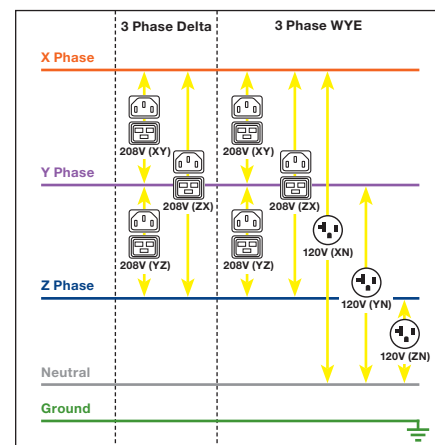 3 Phase Delta
3 Phase WYE
X Phase
208V (XY)
208V (XY)
Y Phase
208V (ZX)
208V (ZX)
120V (XN)
208V (YZ)
208V (YZ)
Z Phase
120V (YN)
120V (ZN)
Neutral
Ground